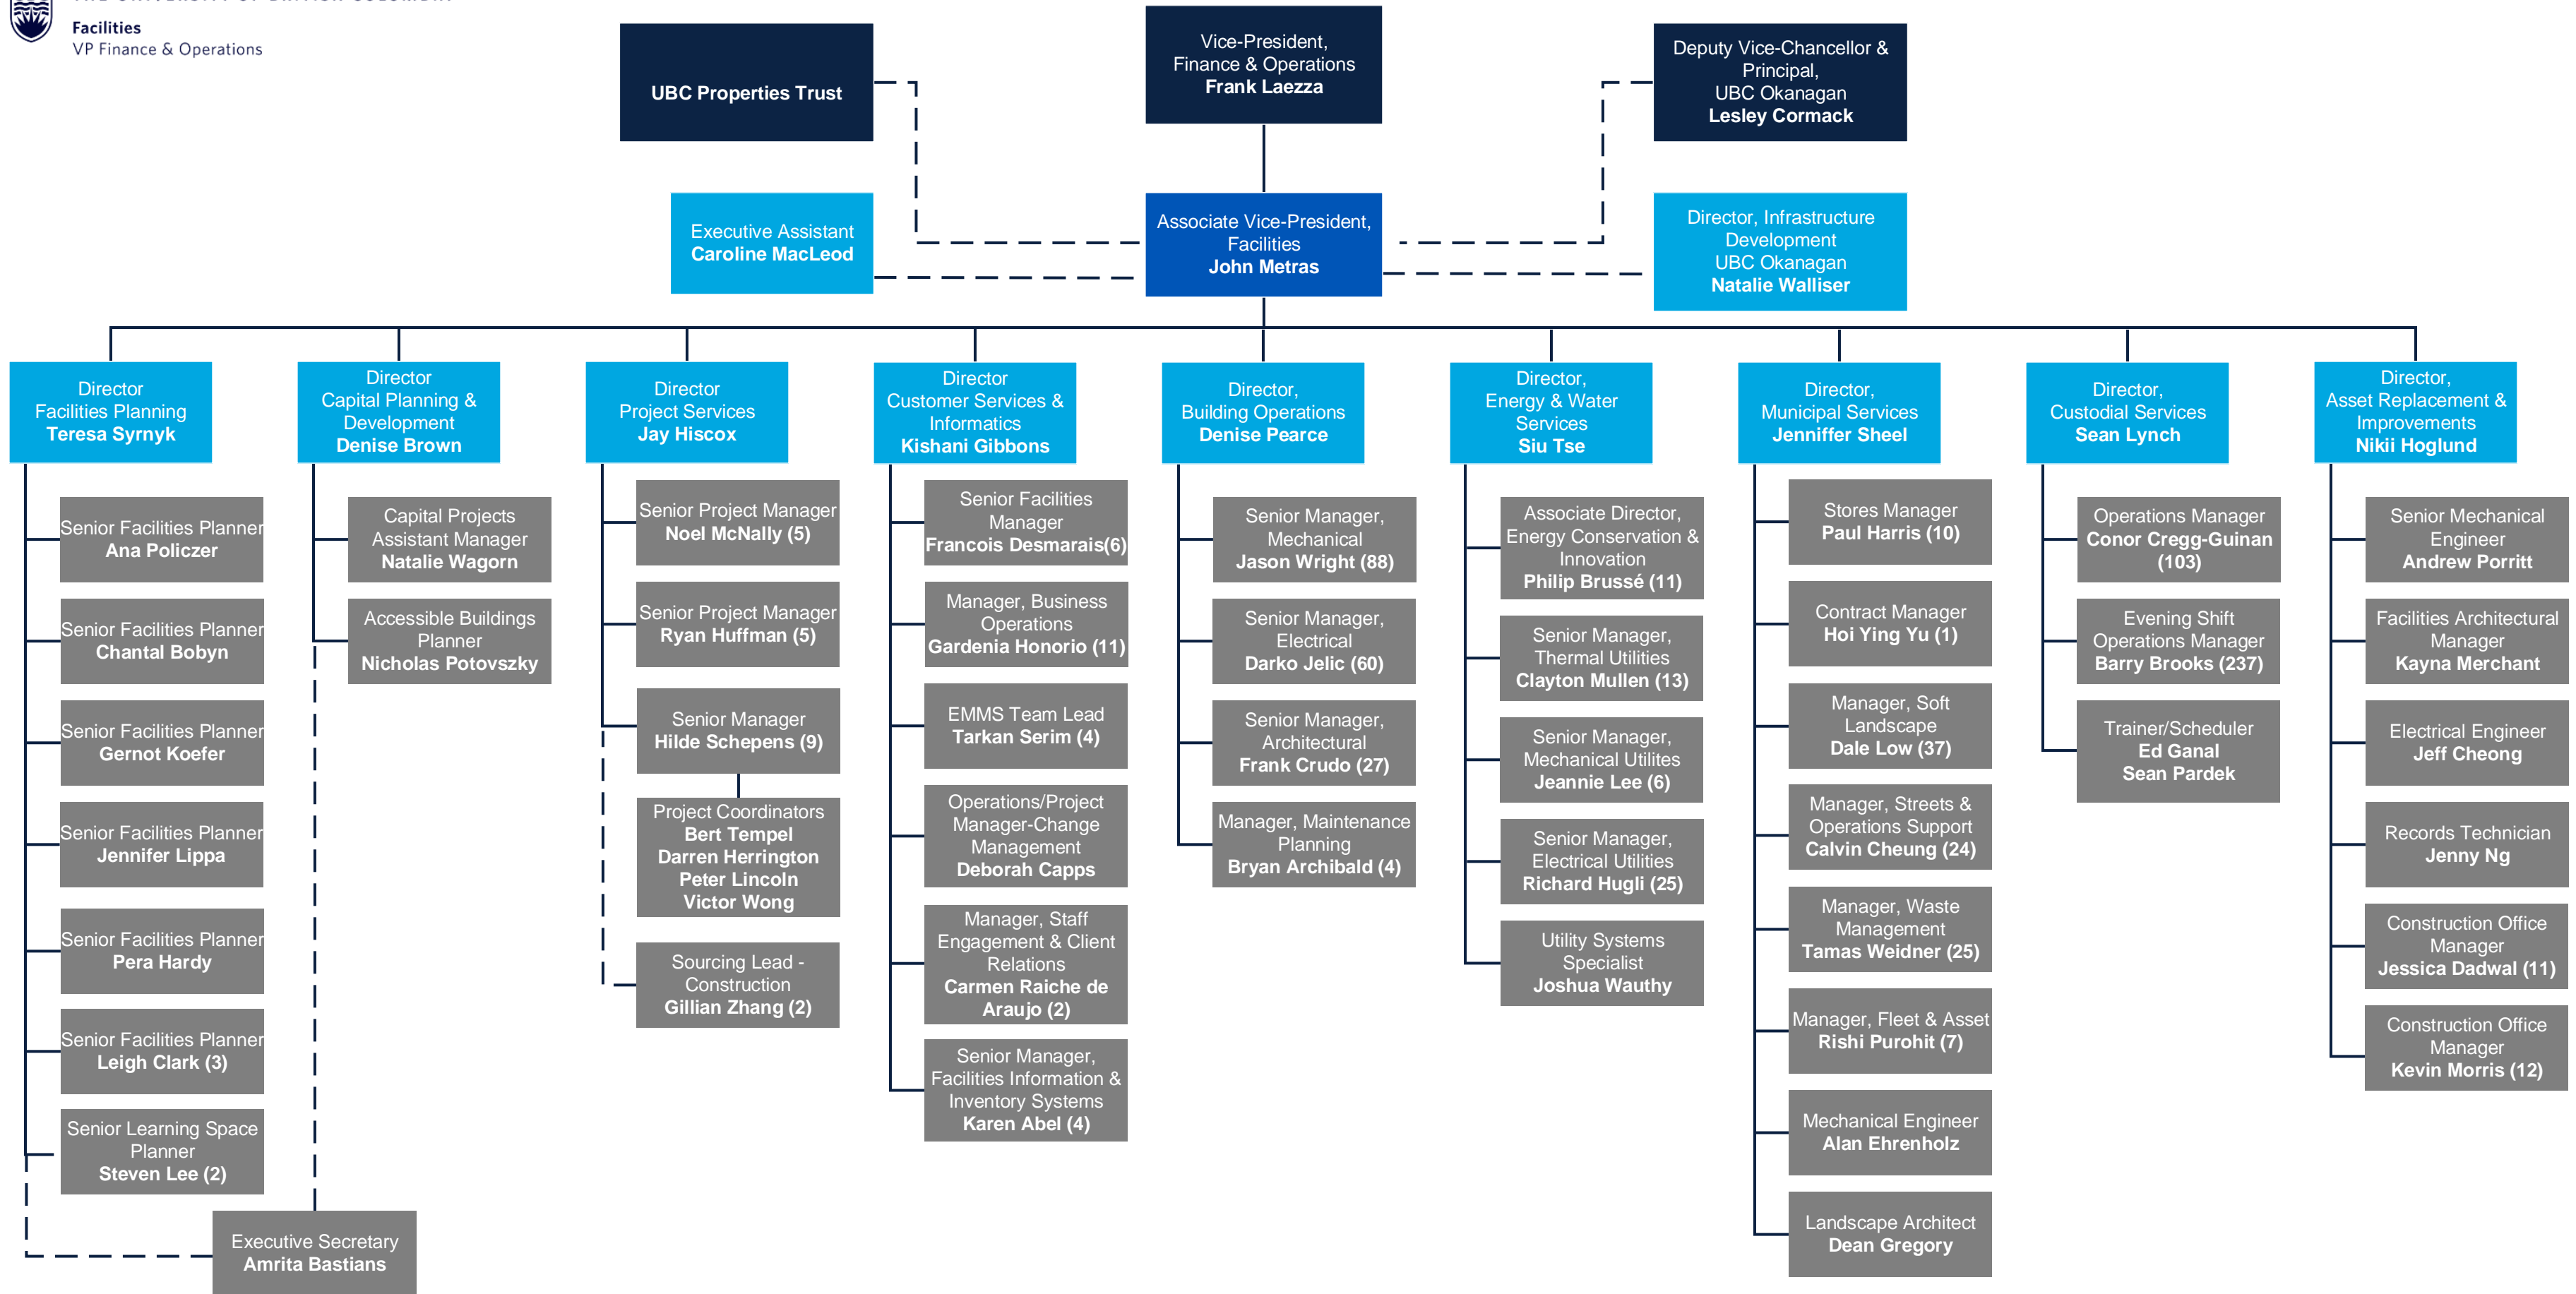 Facilities
VP Finance & Operations
UBC Properties Trust
Vice-President,
Finance & Operations
Frank Laezza
Deputy Vice-Chancellor &
Principal,
UBC Okanagan
Lesley Cormack
Executive Assistant
Caroline MacLeod
Associate Vice-President,
Facilities
John Metras
Director, Infrastructure
Development
UBC Okanagan
Natalie Walliser
Director
Facilities Planning
Teresa Syrnyk
Director
Capital Planning &
Development
Denise Brown
Director
Project Services
Jay Hiscox
Director
Customer Services &
Informatics
Kishani Gibbons
Director,
Building Operations
Denise Pearce
Director,
Energy & Water
Services
Siu Tse
Director,
Municipal Services
Jenniffer Sheel
Director,
Custodial Services
Sean Lynch
Director,
Asset Replacement &
Improvements
Nikii Hoglund
Senior Facilities Planner
Ana Policzer
Senior Facilities Planner
Chantal Bobyn
Senior Facilities Planner
Gernot Koefer
Senior Facilities Planner
Jennifer Lippa
Senior Facilities Planner
Pera Hardy
Senior Facilities Planner
Leigh Clark (3)
Senior Learning Space
Planner
Steven Lee (2)
Executive Secretary
Amrita Bastians
Capital Projects
Assistant Manager
Natalie Wagorn
Accessible Buildings
Planner
Nicholas Potovszky
Senior Project Manager
Noel McNally (5)
Senior Project Manager
Ryan Huffman (5)
Senior Manager
Hilde Schepens (9)
Project Coordinators
Bert Tempel
Darren Herrington
Peter Lincoln
Victor Wong
Sourcing Lead -
Construction
Gillian Zhang (2)
Senior Facilities
Manager
Francois Desmarais(6)
Manager, Business
Operations
Gardenia Honorio (11)
EMMS Team Lead
Tarkan Serim (4)
Operations/Project
Manager-Change
Management
Deborah Capps
Manager, Staff
Engagement & Client
Relations
Carmen Raiche de
Araujo (2)
Senior Manager,
Facilities Information &
Inventory Systems
Karen Abel (4)
Senior Manager,
Mechanical
Jason Wright (88)
Senior Manager,
Electrical
Darko Jelic (60)
Senior Manager,
Architectural
Frank Crudo (27)
Manager, Maintenance
Planning
Bryan Archibald (4)
Associate Director,
Energy Conservation &
Innovation
Philip Brussé (11)
Senior Manager,
Thermal Utilities
Clayton Mullen (13)
Senior Manager,
Mechanical Utilites
Jeannie Lee (6)
Senior Manager,
Electrical Utilities
Richard Hugli (25)
Utility Systems
Specialist
Joshua Wauthy
Stores Manager
Paul Harris (10)
Contract Manager
Hoi Ying Yu (1)
Manager, Soft
Landscape
Dale Low (37)
Manager, Streets &
Operations Support
Calvin Cheung (24)
Manager, Waste
Management
Tamas Weidner (25)
Manager, Fleet & Asset
Rishi Purohit (7)
Mechanical Engineer
Alan Ehrenholz
Landscape Architect
Dean Gregory
Operations Manager
Conor Cregg-Guinan
(103)
Evening Shift
Operations Manager
Barry Brooks (237)
Trainer/Scheduler
Ed Ganal
Sean Pardek
Senior Mechanical
Engineer
Andrew Porritt
Facilities Architectural
Manager
Kayna Merchant
Electrical Engineer
Jeff Cheong
Records Technician
Jenny Ng
Construction Office
Manager
Jessica Dadwal (11)
Construction Office
Manager
Kevin Morris (12)